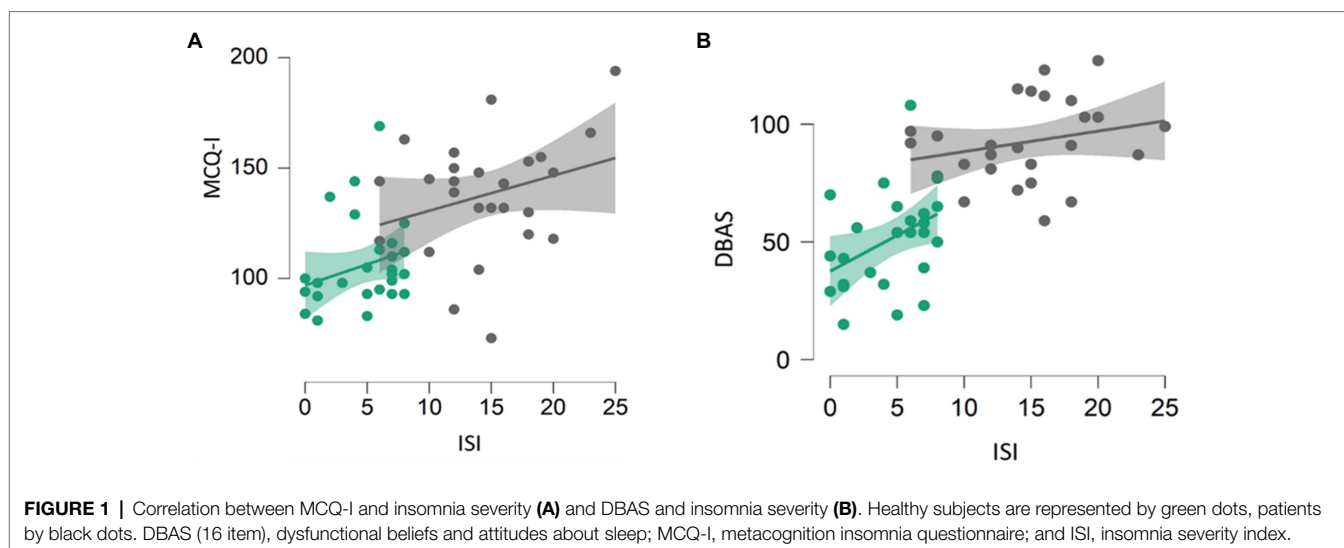 A
B
200
150
100
MCQ-I
0 5 10 15 20 25
ISI
100
50
0
DBAS
0 5 10 15 20 25
ISI
FIGURE 1 | Correlation between MCQ-I and insomnia severity (A) and DBAS and insomnia severity (B). Healthy subjects are represented by green dots, patients
by black dots. DBAS (16 item), dysfunctional beliefs and attitudes about sleep; MCQ-I, metacognition insomnia questionnaire; and ISI, insomnia severity index.